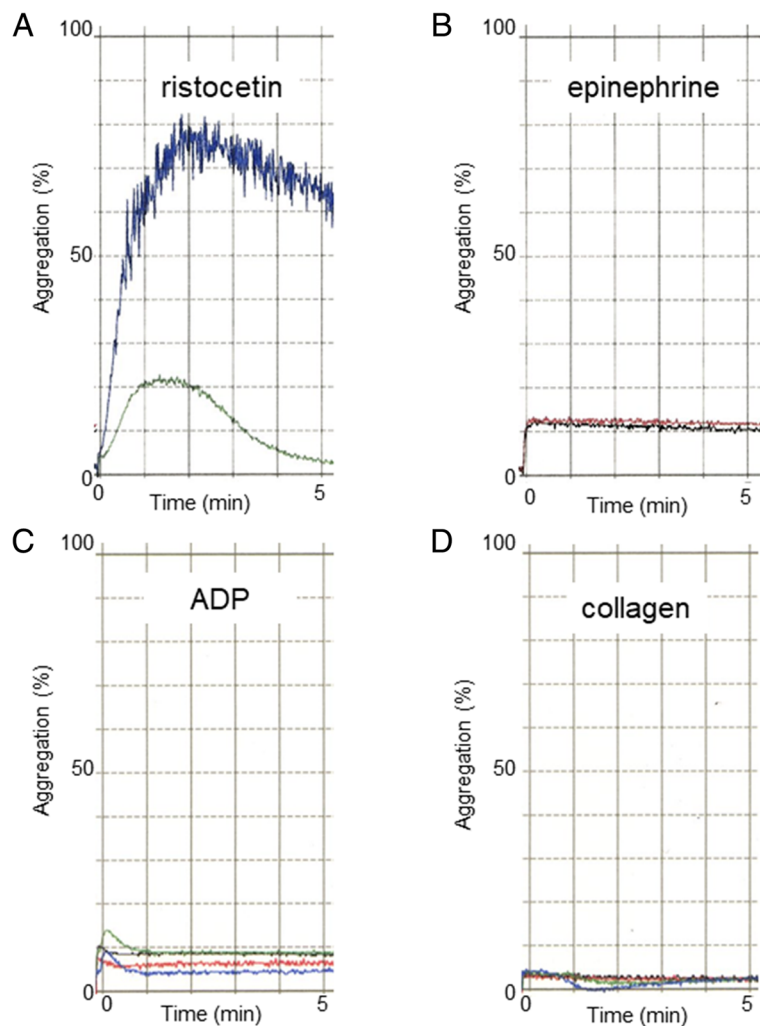 A
100
ristocetin
Aggregation (%)
50
0
0
5
Time (min)
B
100
epinephrine
Aggregation (%)
50
0
0
5
Time (min)
C
100
ADP
Aggregation (%)
50
0
0
5
Time (min)
D
100
collagen
Aggregation (%)
50
0
0
5
Time (min)